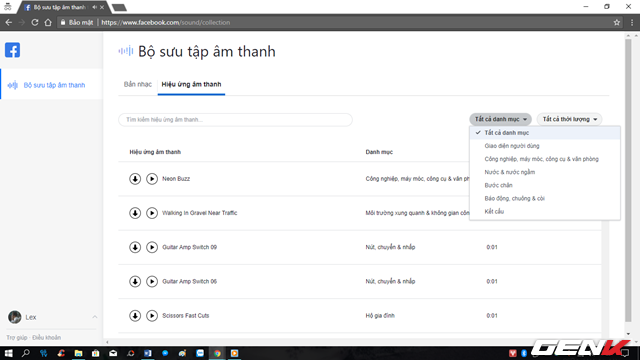 Bộ sưu tập âm thanh
Bảo mật
https://www.facebook.com/sound/collection
Bộ sưu tập âm thanh
Bộ sưu tập âm thanh
Bản nhạc
Hiệu ứng âm thanh
Tìm kiếm hiệu ứng âm thanh...
Tất cả danh mục
Tất cả thời lượng
Tất cả danh mục
Giao diện người dùng
Công nghiệp, máy móc, công cụ & văn phòng
Nước & nước ngầm
Bước chân
Báo động, chuông & còi
Kết cấu
Hiệu ứng âm thanh
Danh mục
Neon Buzz
Công nghiệp, máy móc, công cụ & văn p
Walking In Gravel Near Traffic
Môi trường xung quanh & không gian côn
Guitar Amp Switch 09
Nút, chuyển & nhấp
0:01
Guitar Amp Switch 06
Nút, chuyển & nhấp
0:01
Scissors Fast Cuts
Hộ gia đình
0:01
Lex
Trợ giúp · Điều khoản
GENK